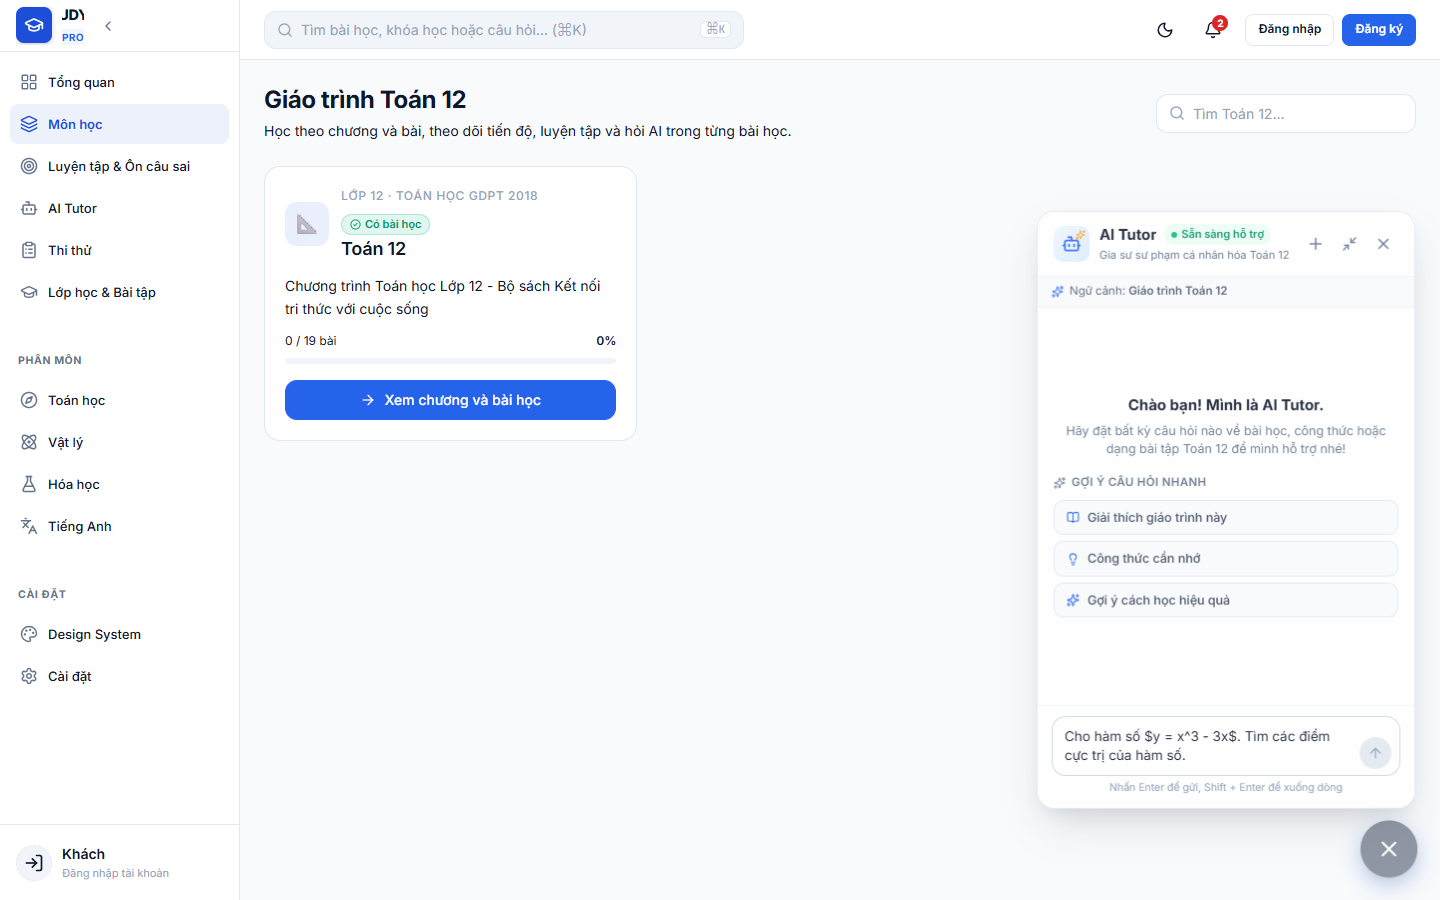 JDY
PRO
Tổng quan
Môn học
Luyện tập & Ôn câu sai
AI Tutor
Thi thử
Lớp học & Bài tập
PHÂN MÔN
Toán học
Vật lý
Hóa học
Tiếng Anh
CÀI ĐẶT
Design System
Cài đặt
Khách
Đăng nhập tài khoản
Tìm bài học, khóa học hoặc câu hỏi... (⌘K)
⌘K
2
Đăng nhập
Đăng ký
Giáo trình Toán 12
Học theo chương và bài, theo dõi tiến độ, luyện tập và hỏi AI trong từng bài học.
Tìm Toán 12...
LỚP 12 · TOÁN HỌC GDPT 2018
Có bài học
Toán 12
Chương trình Toán học Lớp 12 - Bộ sách Kết nối
tri thức với cuộc sống
0 / 19 bài
0%
Xem chương và bài học
AI Tutor
Sẵn sàng hỗ trợ
Gia sư sư phạm cá nhân hóa Toán 12
Ngữ cảnh: Giáo trình Toán 12
Chào bạn! Mình là AI Tutor.
Hãy đặt bất kỳ câu hỏi nào về bài học, công thức hoặc
dạng bài tập Toán 12 để mình hỗ trợ nhé!
GỢI Ý CÂU HỎI NHANH
Giải thích giáo trình này
Công thức cần nhớ
Gợi ý cách học hiệu quả
Cho hàm số $y = x^3 - 3x$. Tìm các điểm
cực trị của hàm số.
Nhấn Enter để gửi, Shift + Enter để xuống dòng